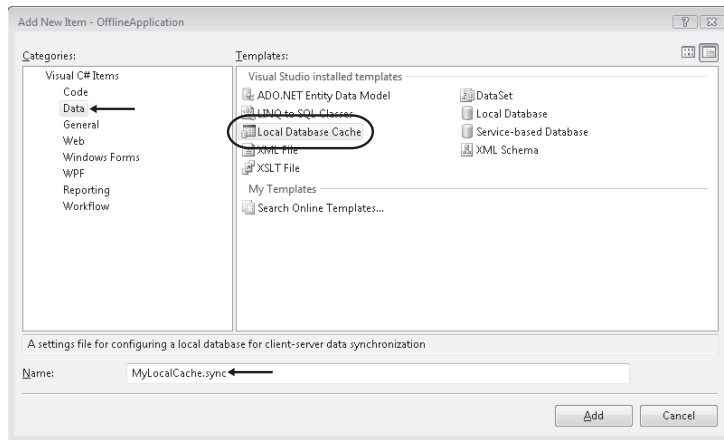 Add New Item - OfflineApplication
Categories:
Templates:
Visual C# Items
Code
Data
General
Web
Windows Forms
WPF
Reporting
Workflow
Visual Studio installed templates
ADO.NET Entity Data Model
LINQ to SQL Classes
Local Database Cache
XML File
XSLT File
DataSet
Local Database
Service-based Database
XML Schema
My Templates
Search Online Templates...
A settings file for configuring a local database for client-server data synchronization
Name:
MyLocalCache.sync
Add
Cancel